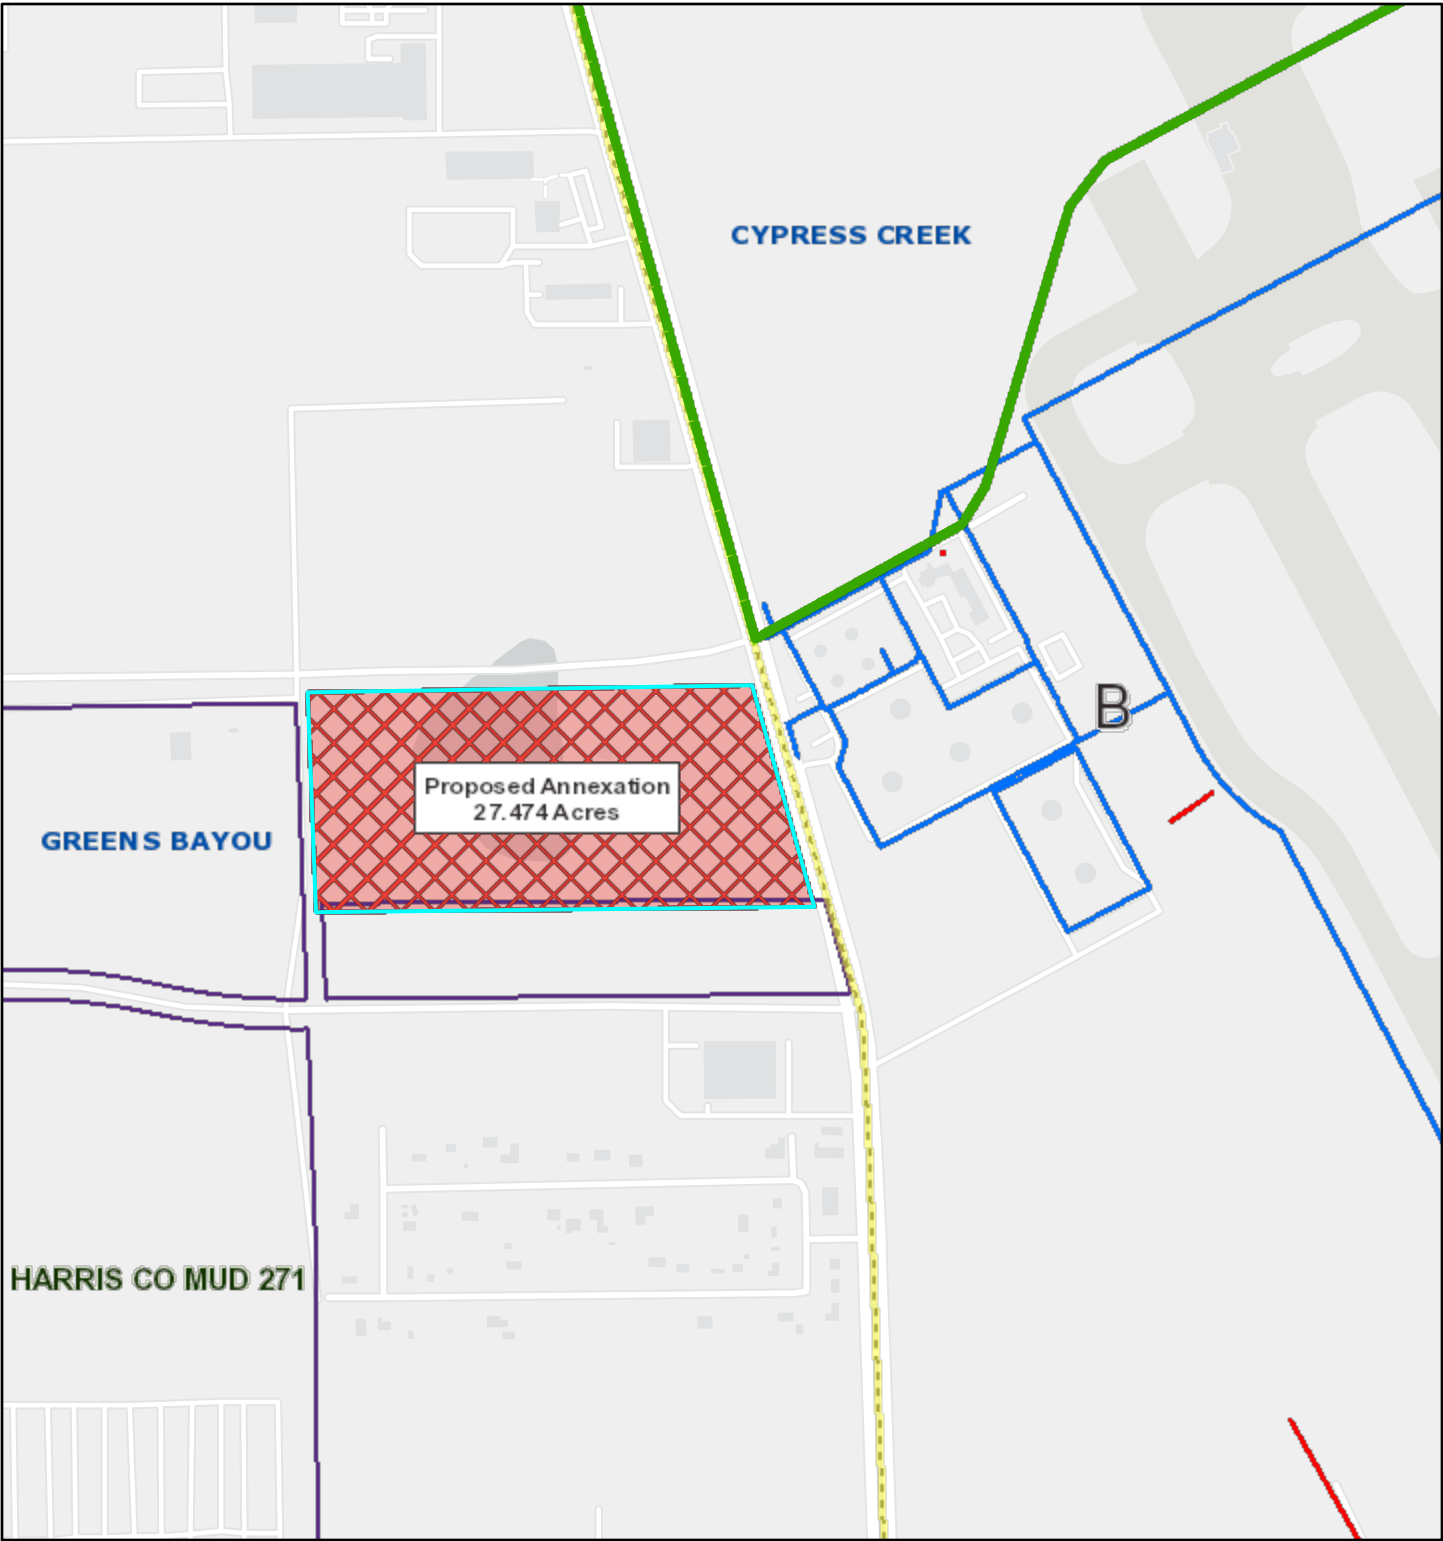 CYPRESS CREEK
B
Proposed Annexation
27.474 Acres
GREENS BAYOU
HARRIS CO MUD 271